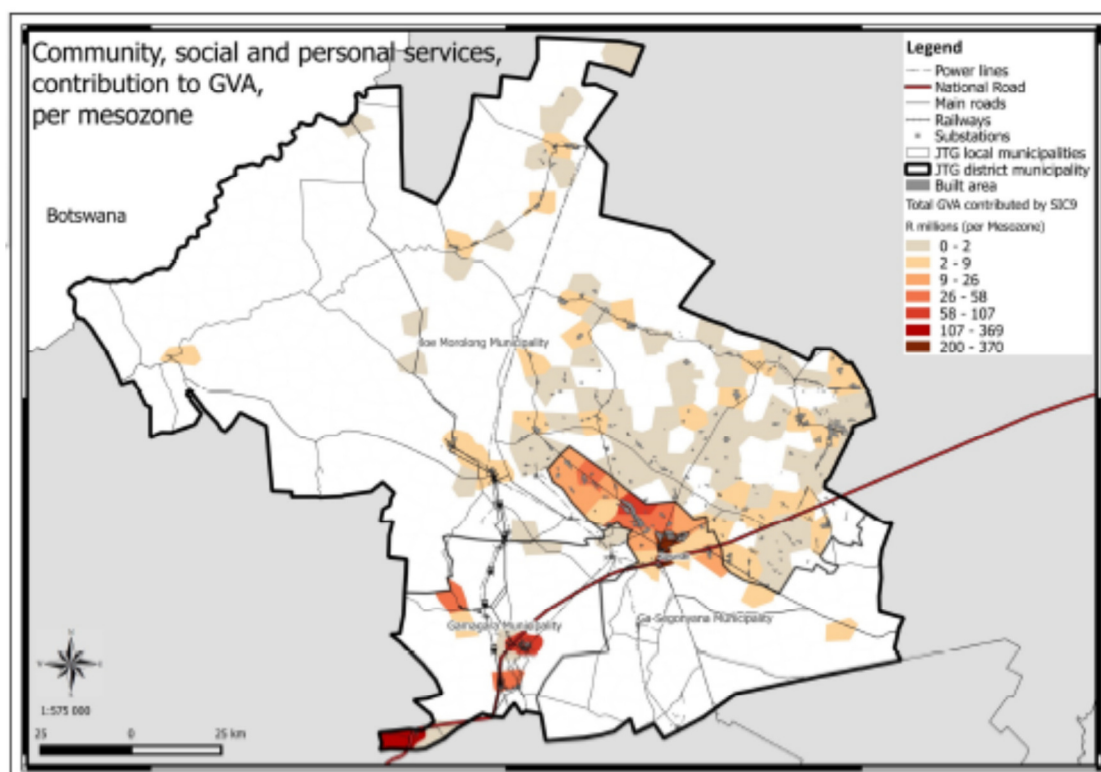 Community, social and personal services,
contribution to GVA,
per mesozone
Legend
Power lines
National Road
Main roads
Railways
Substations
JTG local municipalities
JTG district municipality
Built area
Total GVA contributed by SIC9
R millions (per Mesozone)
0 - 2
2 - 9
9 - 26
26 - 58
58 - 107
107 - 369
200 - 370
Botswana
Joe Morolong Municipality
Gamagara Municipality
Ga-Segonyana Municipality
N
W
E
S
1:575 000
25 0 25 km